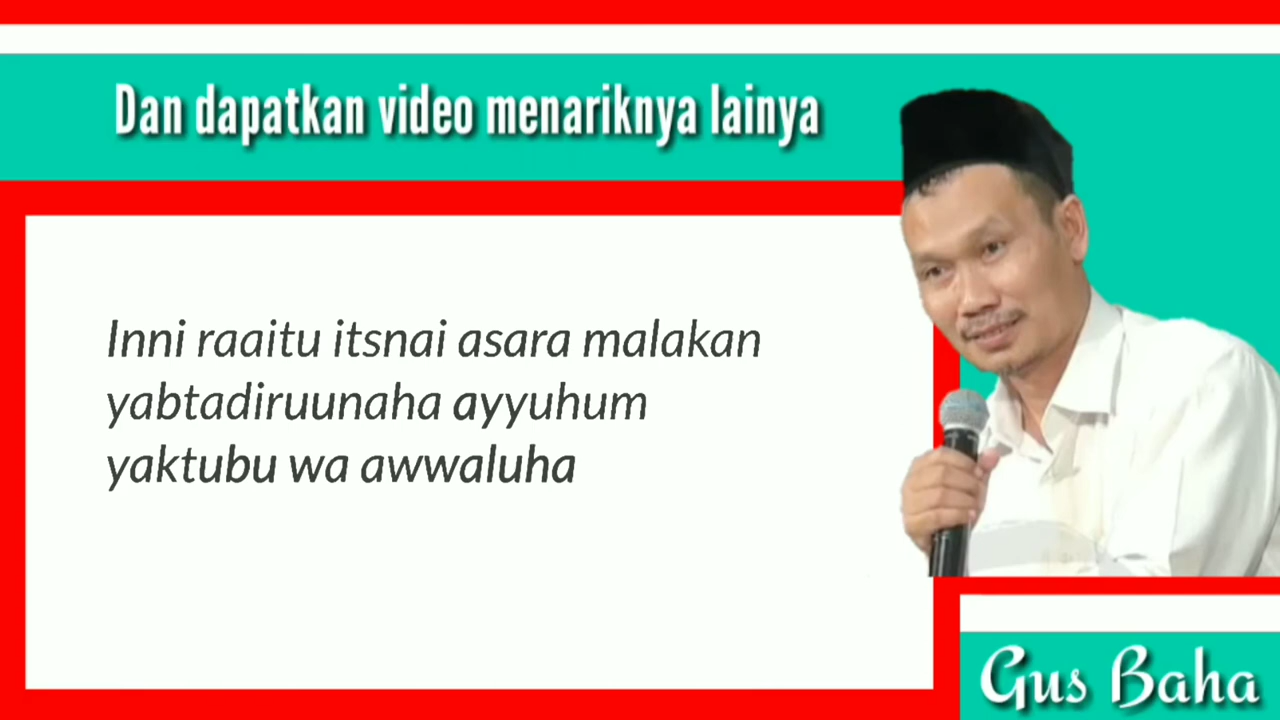 Dan dapatkan video menariknya lainya
Inni raaitu itsnai asara malakan
yabtadiruunaha ayyuhum
yaktubu wa awwaluha
Gus Baha